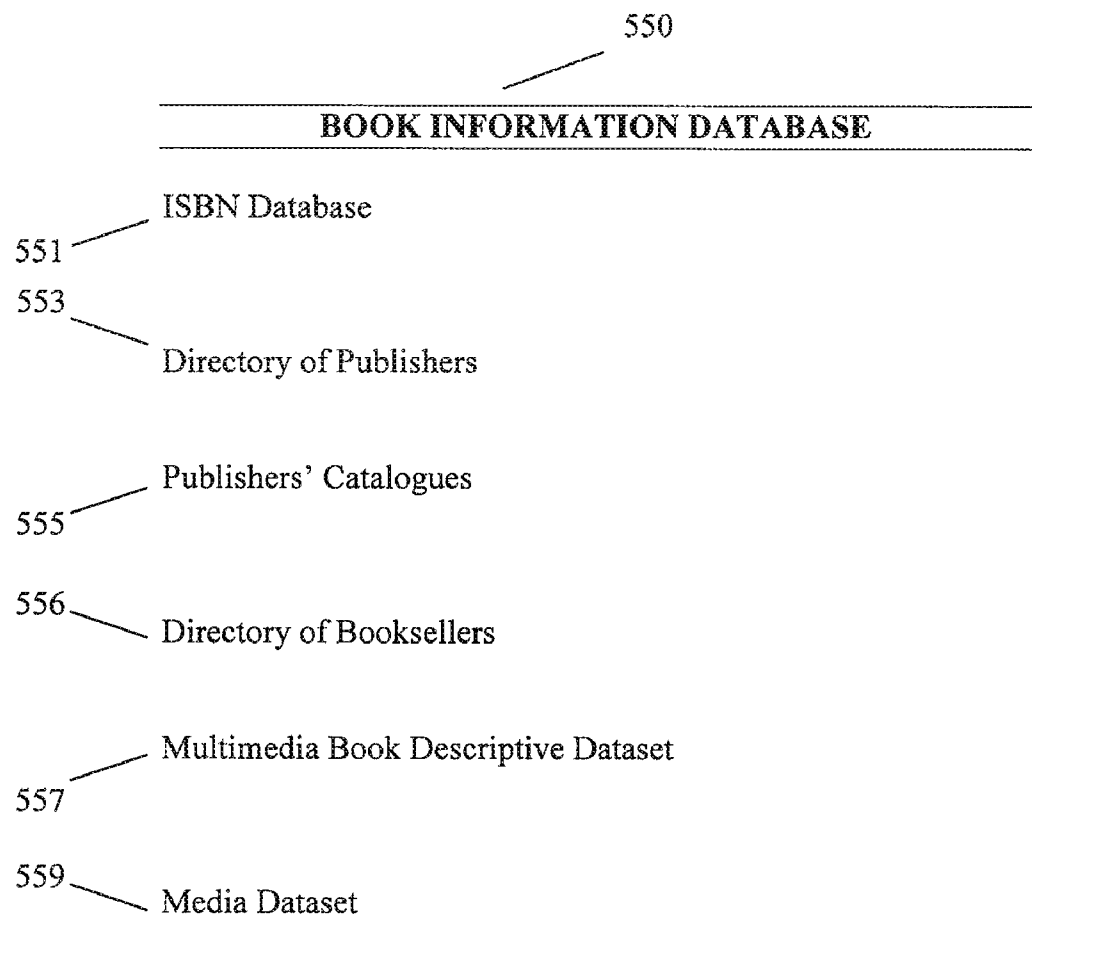 550
BOOK INFORMATION DATABASE
ISBN Database
551
553
Directory of Publishers
Publishers’ Catalogues
555
556
Directory of Booksellers
Multimedia Book Descriptive Dataset
557
559
Media Dataset